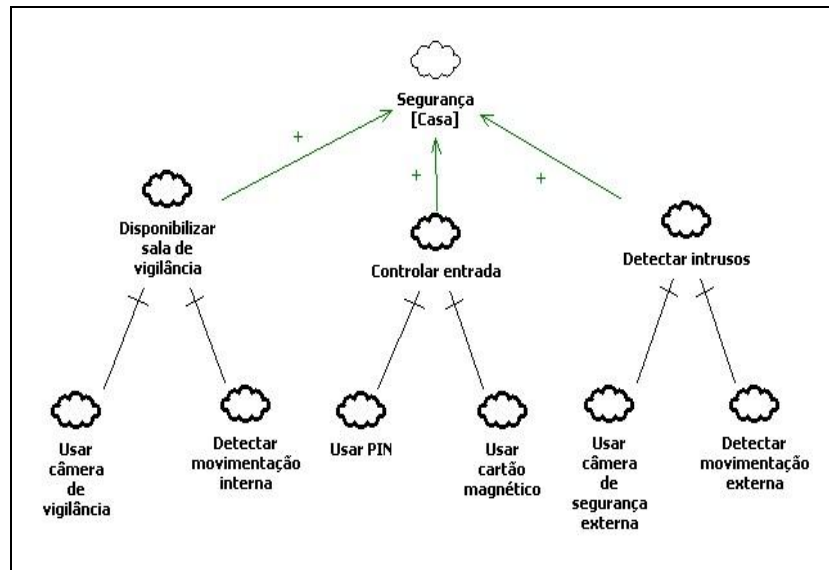 Segurança
[Casa]
+
+
+
Disponibilizar
sala de
vigilância
Controlar entrada
Detectar intrusos
Usar
câmera
de
vigilância
Detectar
movimentação
interna
Usar PIN
Usar
cartão
magnético
Usar
câmera
de
segurança
externa
Detectar
movimentação
externa